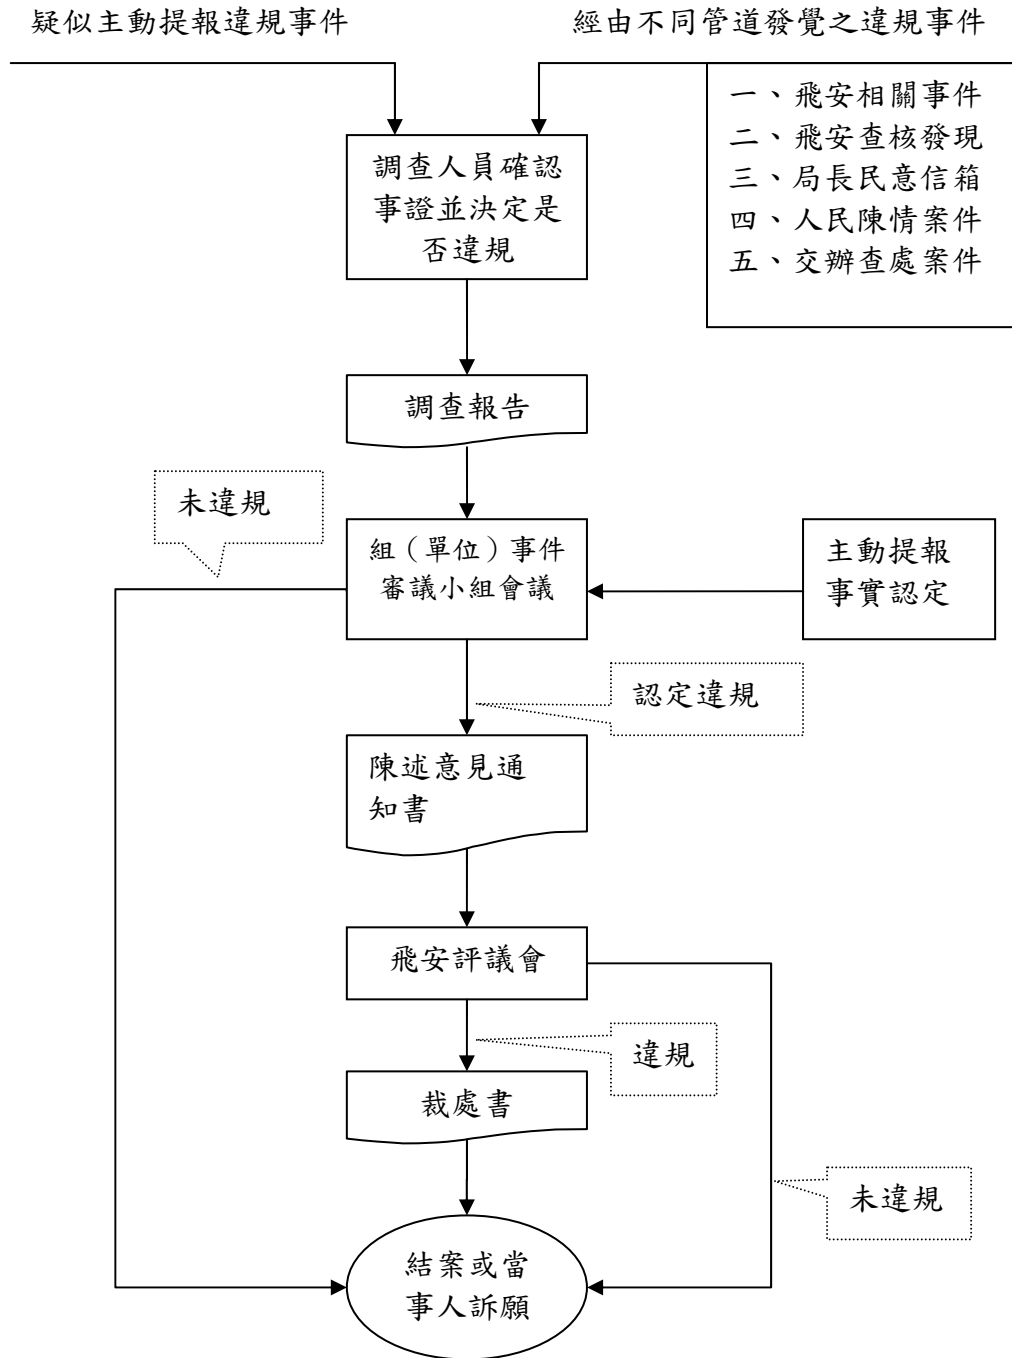 疑似主動提報違規事件
經由不同管道發覺之違規事件
一、飛安相關事件
二、飛安查核發現
三、局長民意信箱
四、人民陳情案件
五、交辦查處案件
調查人員確認
事證並決定是
否違規
調查報告
未違規
組（單位）事件
審議小組會議
主動提報
事實認定
認定違規
陳述意見通
知書
飛安評議會
違規
裁處書
未違規
結案或當
事人訴願